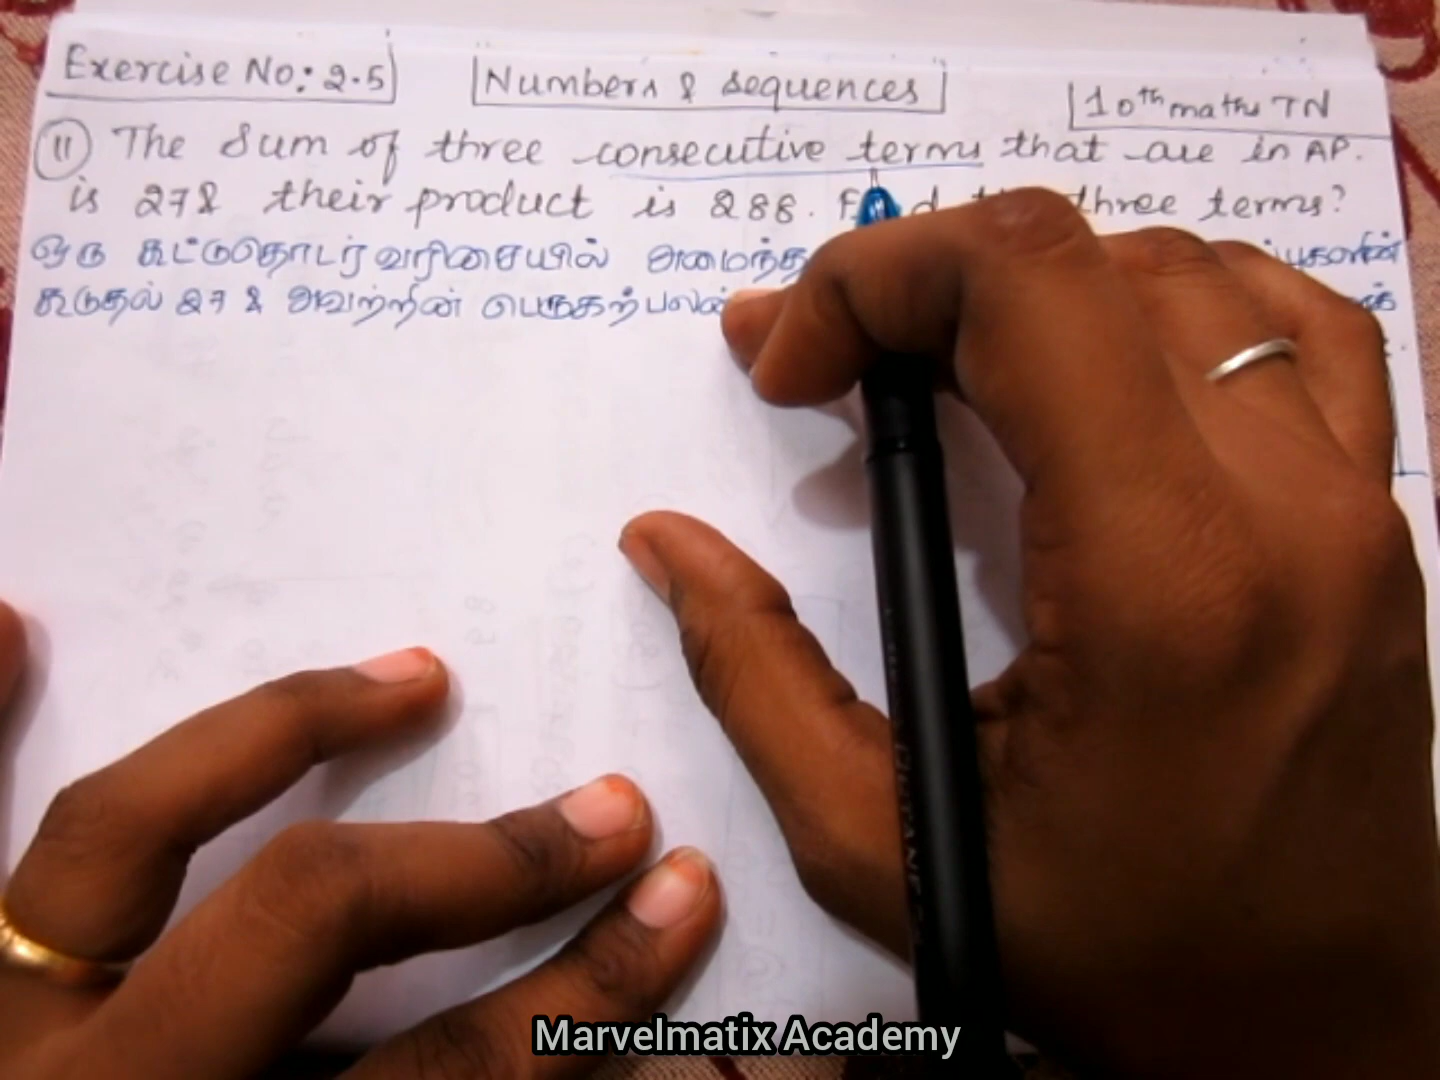 Exercise No: 2.5
Numbers & sequences
10th maths TN
11 The sum of three consecutive terms that are in AP.
is 27 & their product is 288. three terms?
ஒரு கூட்டுதொடர் வரிசையில் அமைந்த
கூடுதல் 27 & அவற்றின் பெருகற்பலன்
Marvelmatix Academy